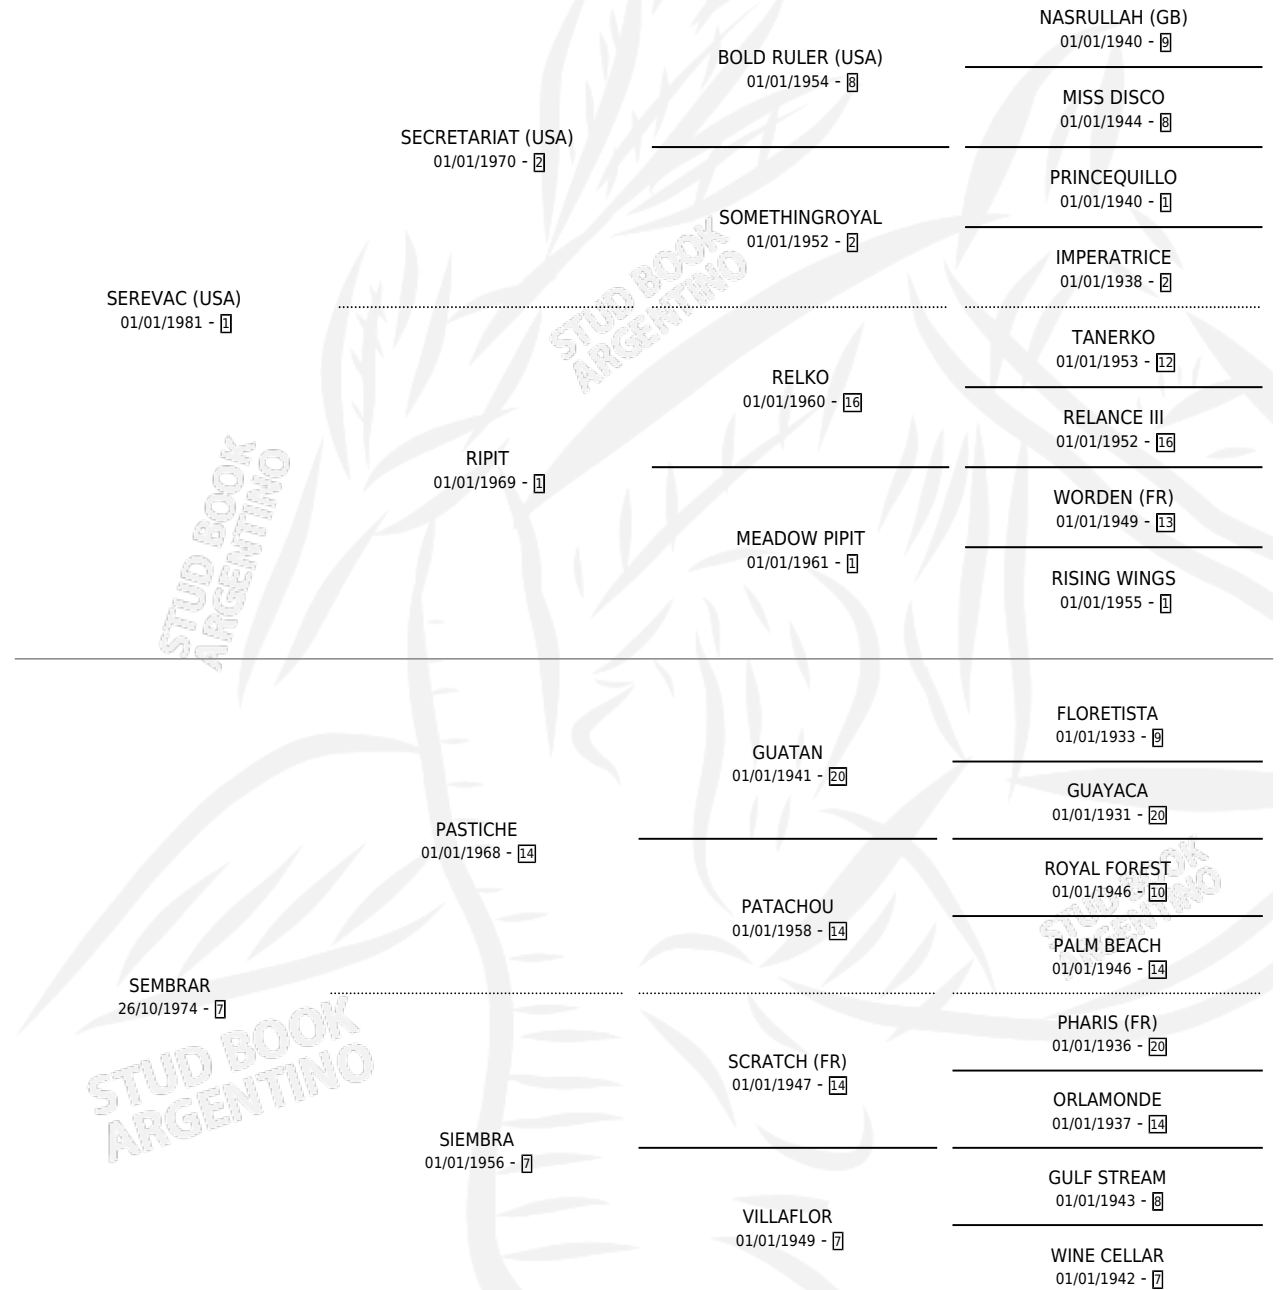 NASRULLAH (GB)
01/01/1940 - 9
BOLD RULER (USA)
01/01/1954 - 8
MISS DISCO
01/01/1944 - 8
SECRETARIAT (USA)
01/01/1970 - 2
PRINCEQUILLO
01/01/1940 - 1
SOMETHINGROYAL
01/01/1952 - 2
IMPERATRICE
01/01/1938 - 2
SEREVAC (USA)
01/01/1981 - 1
TANERKO
01/01/1953 - 12
RELKO
01/01/1960 - 16
RELANCE III
01/01/1952 - 16
RIPIT
01/01/1969 - 1
WORDEN (FR)
01/01/1949 - 13
MEADOW PIPIT
01/01/1961 - 1
RISING WINGS
01/01/1955 - 1
FLORETISTA
01/01/1933 - 9
GUATAN
01/01/1941 - 20
GUAYACA
01/01/1931 - 20
PASTICHE
01/01/1968 - 14
ROYAL FOREST
01/01/1946 - 10
PATACHOU
01/01/1958 - 14
PALM BEACH
01/01/1946 - 14
SEMBRAR
26/10/1974 - 7
PHARIS (FR)
01/01/1936 - 20
SCRATCH (FR)
01/01/1947 - 14
ORLAMONDE
01/01/1937 - 14
SIEMBRA
01/01/1956 - 7
GULF STREAM
01/01/1943 - 8
VILLAFLOR
01/01/1949 - 7
WINE CELLAR
01/01/1942 - 7
STUD BOOK
ARGENTINO
STUD BOOK
ARGENTINO
STUD BOOK
ARGENTINO
STUD BOOK
ARGENTINO